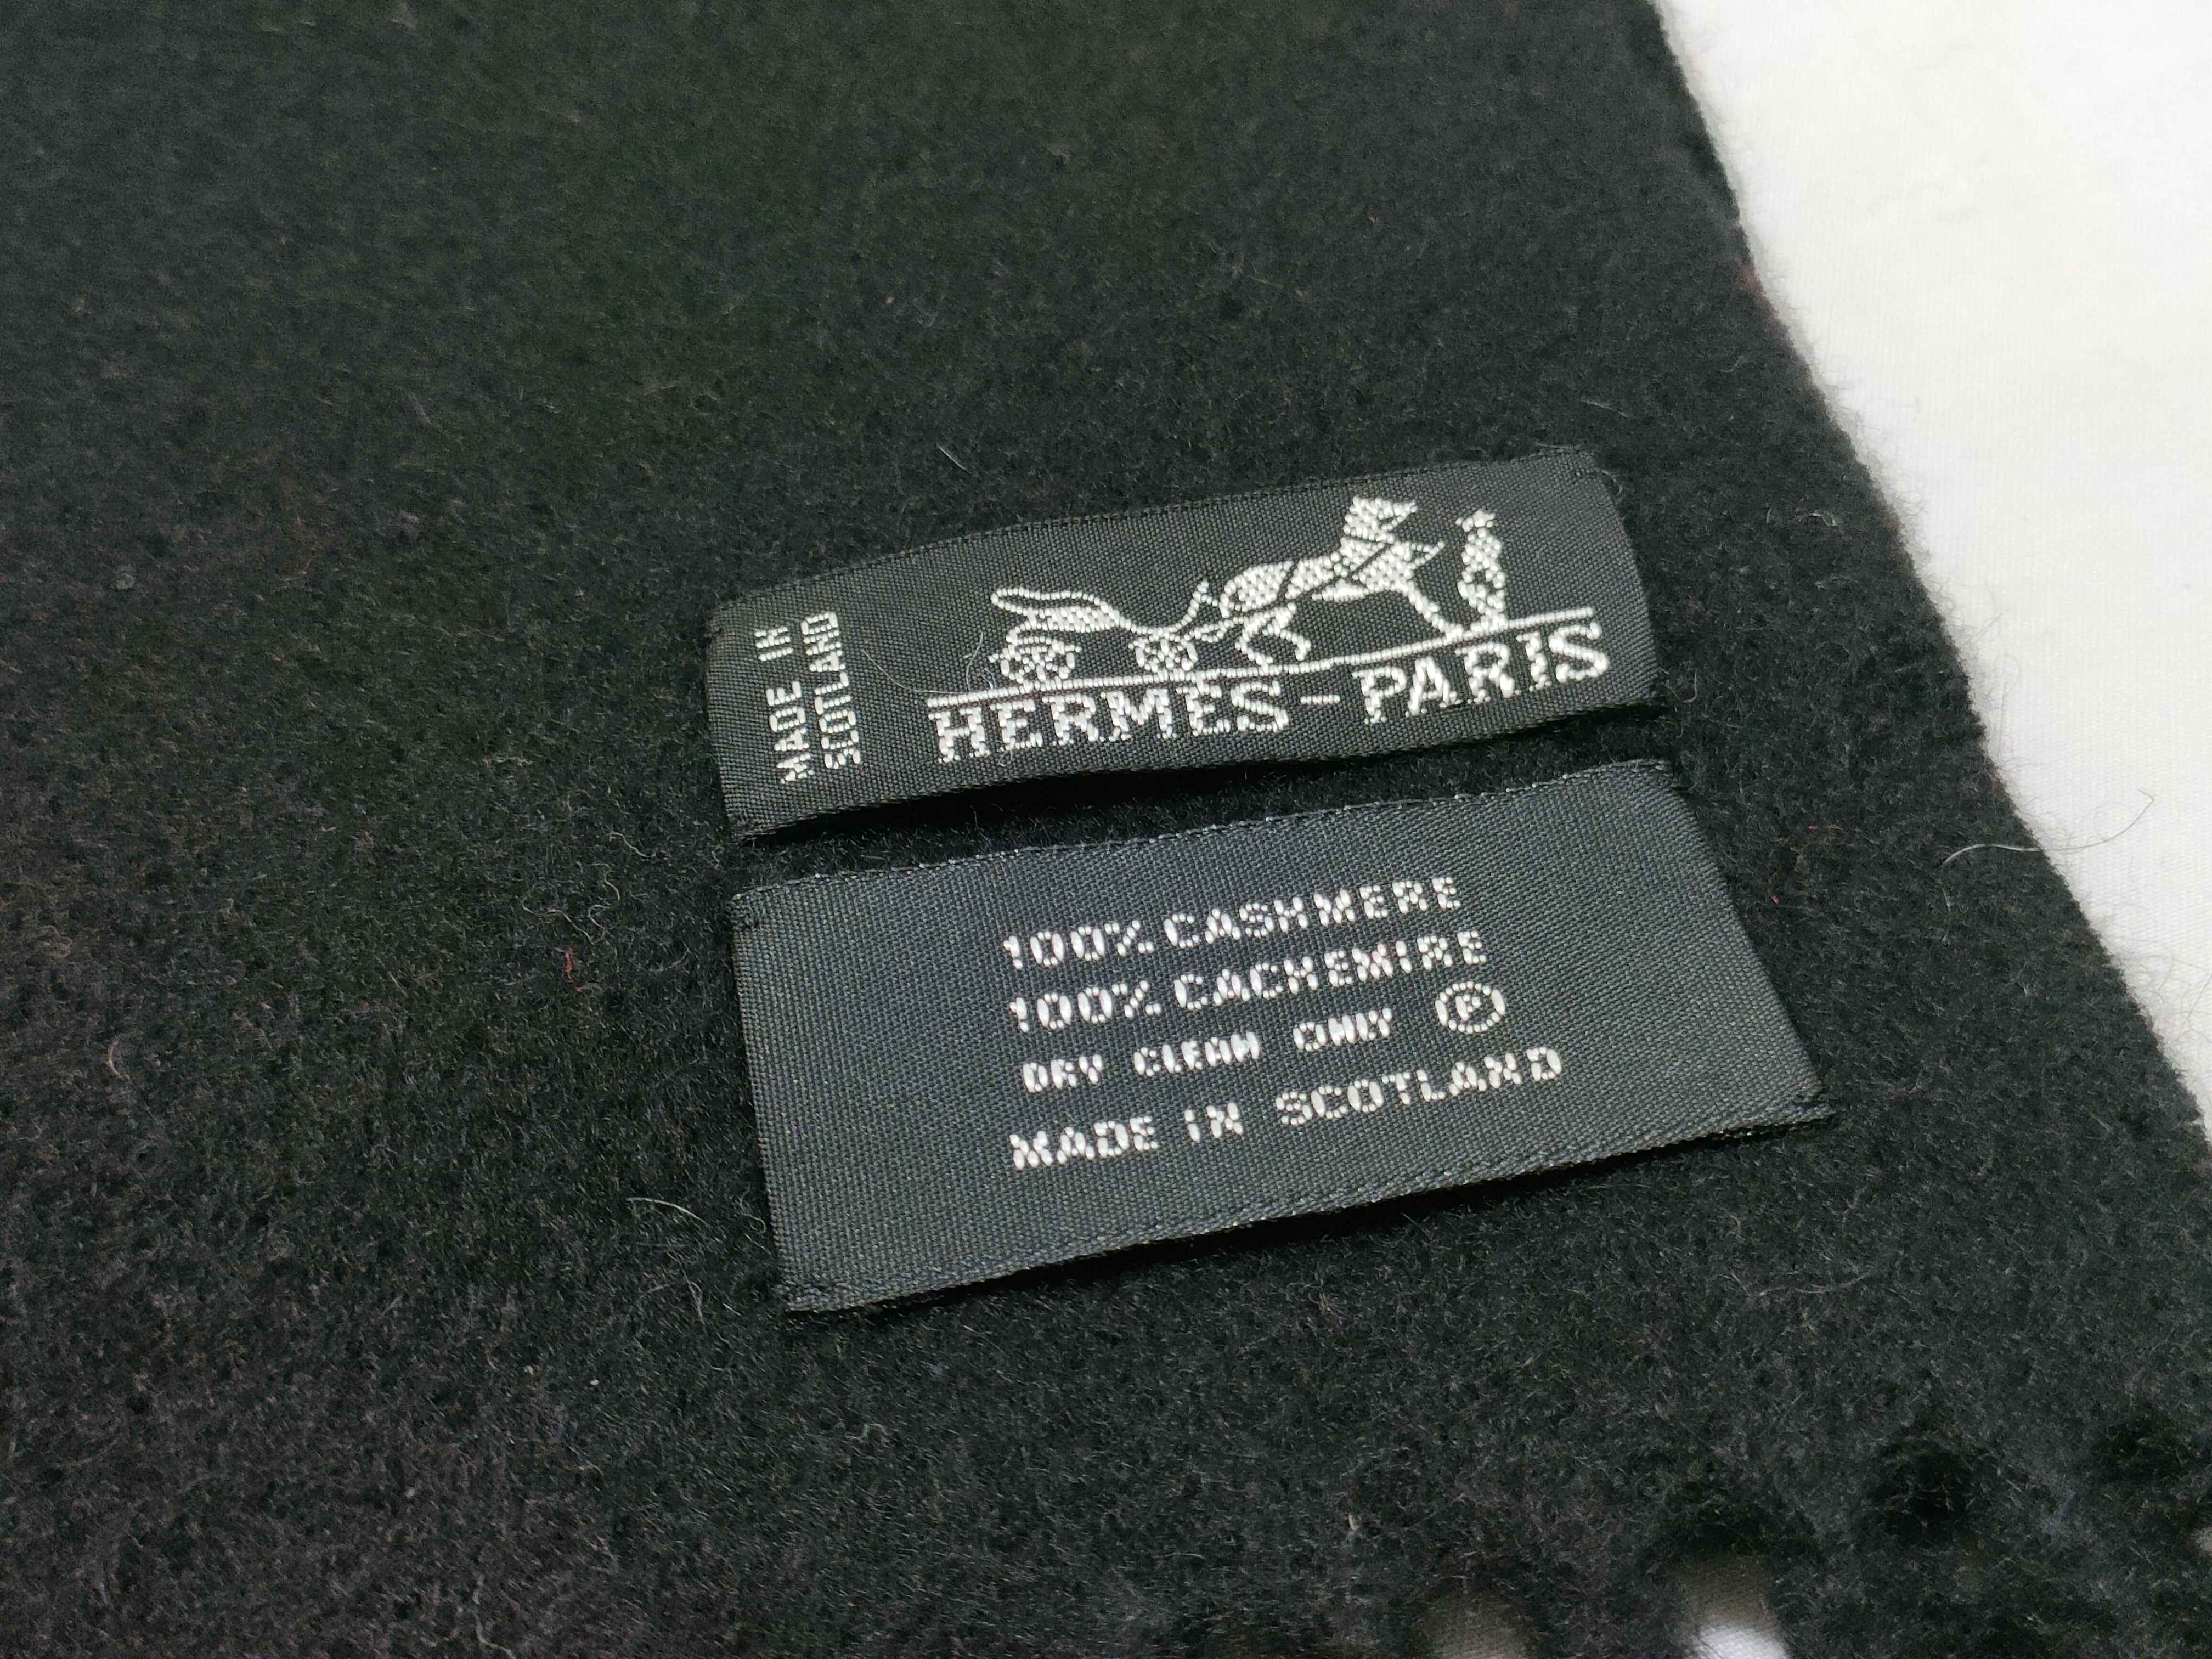 MADE IN
SCOTLAND
HERMES-PARIS
100% CASHMERE
100% CACHEMIRE
DRY CLEAN ONLY Ⓟ
MADE IN SCOTLAND